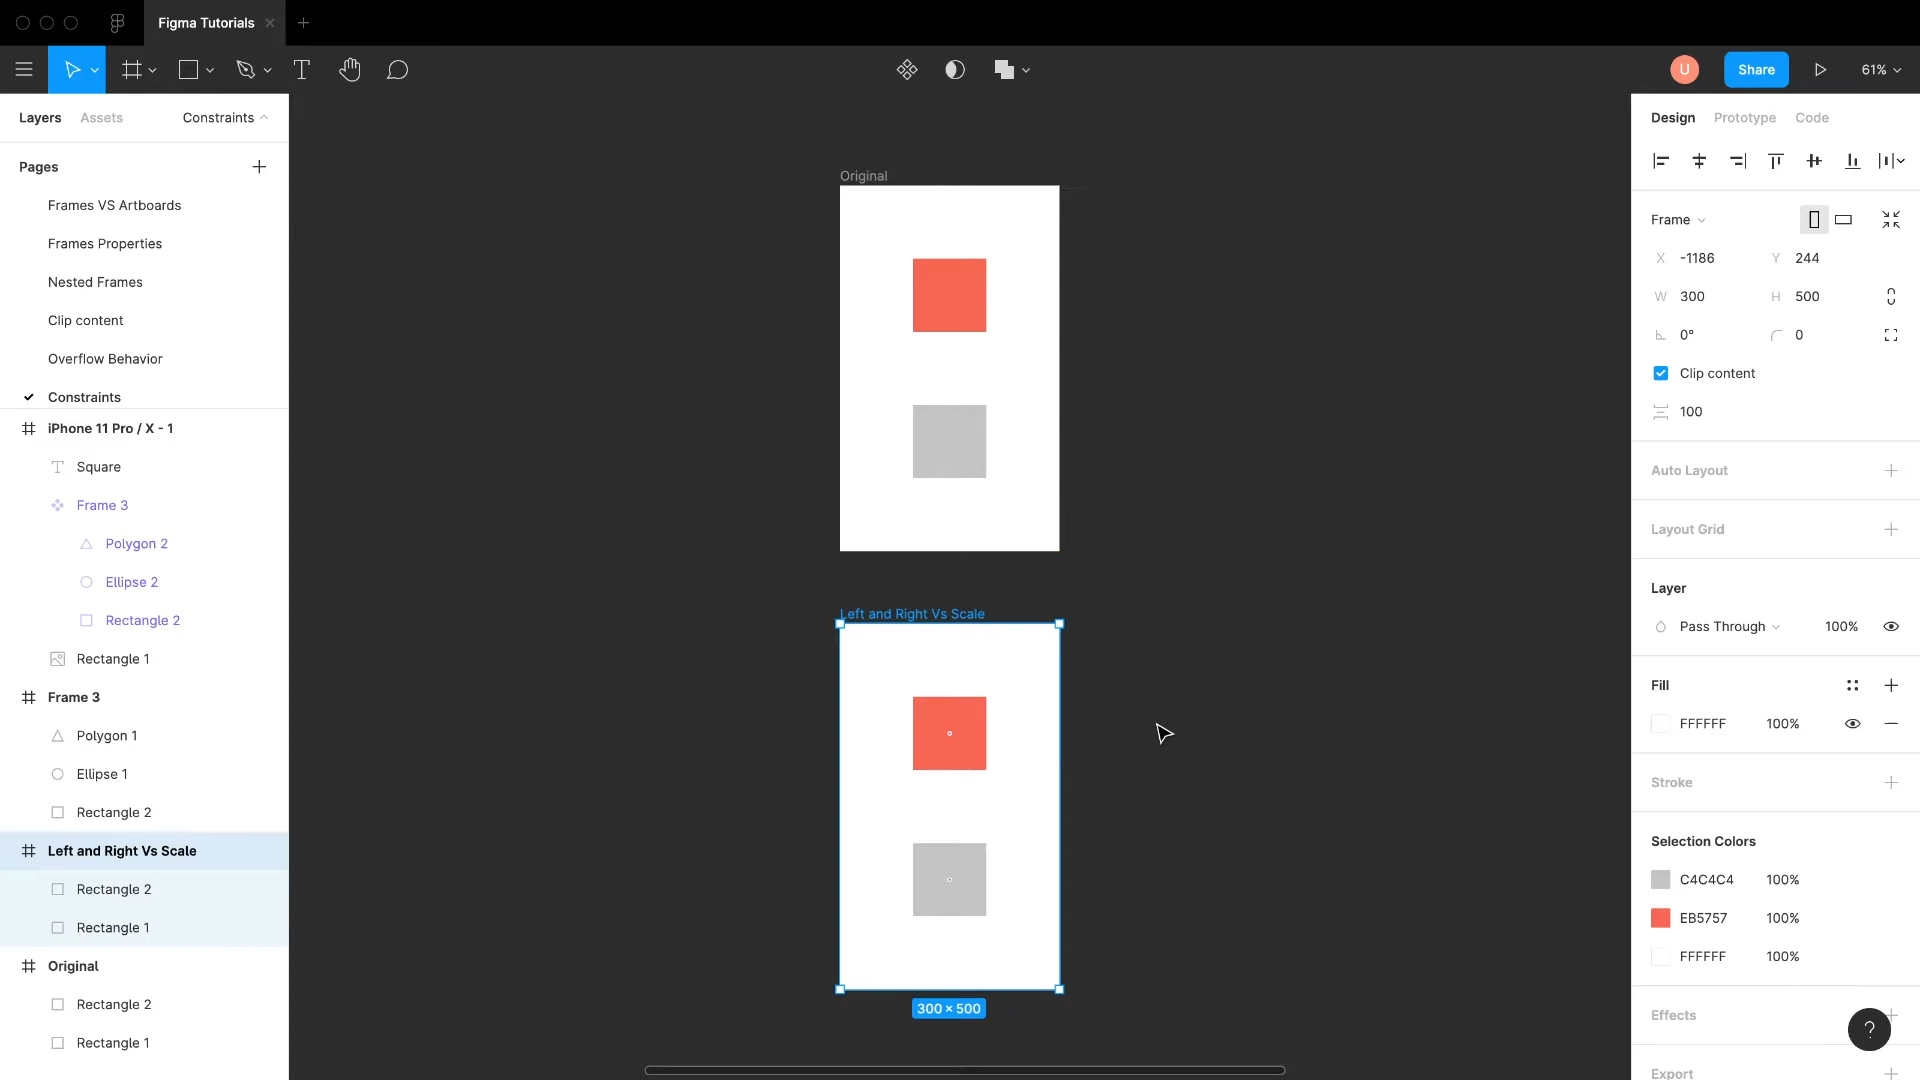 Figma Tutorials
U
Share
61%
Layers
Assets
Constraints
Pages
Frames VS Artboards
Frames Properties
Nested Frames
Clip content
Overflow Behavior
Constraints
iPhone 11 Pro / X - 1
Square
Frame 3
Polygon 2
Ellipse 2
Rectangle 2
Rectangle 1
Frame 3
Polygon 1
Ellipse 1
Rectangle 2
Left and Right Vs Scale
Rectangle 2
Rectangle 1
Original
Rectangle 2
Rectangle 1
Original
Left and Right Vs Scale
300 × 500
Design
Prototype
Code
Frame
X -1186 Y 244
W 300 H 500
0° 0
Clip content
100
Auto Layout
Layout Grid
Layer
Pass Through 100%
Fill
FFFFFF 100%
Stroke
Selection Colors
C4C4C4 100%
EB5757 100%
FFFFFF 100%
Effects
?
Export